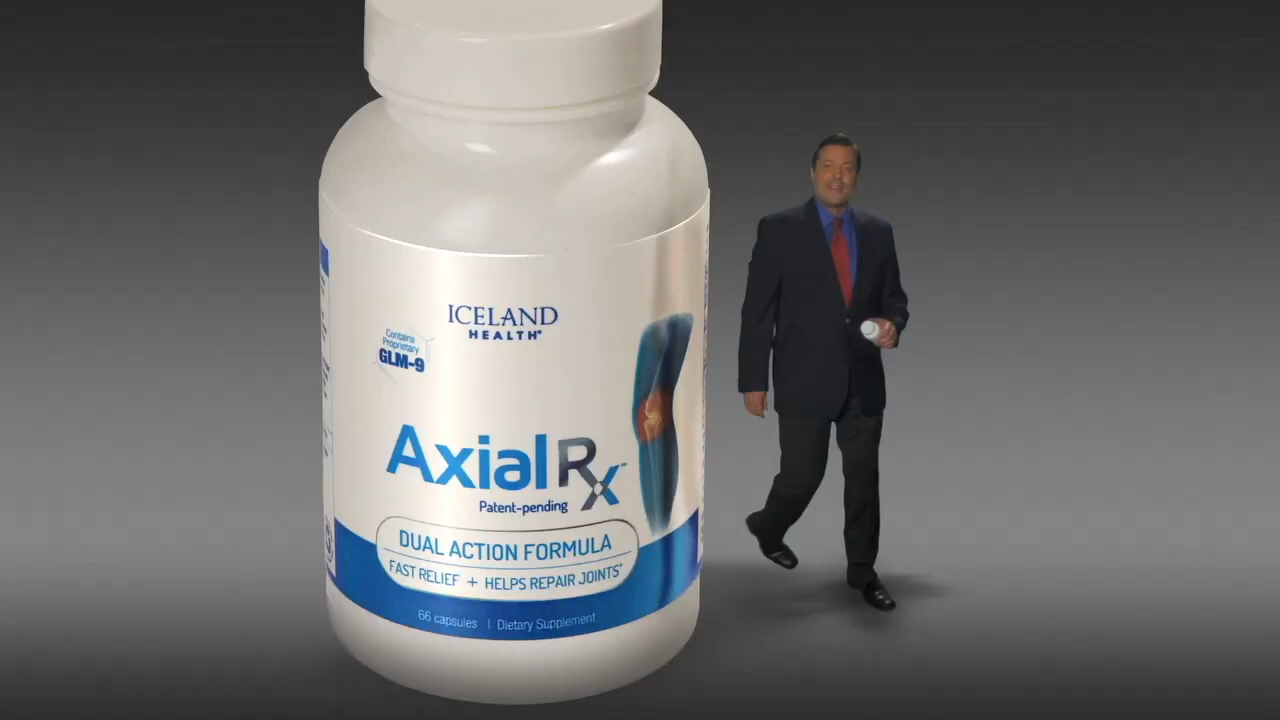 ICELAND
HEALTH®
Contains
Proprietary
GLM-9
AxialRx™
Patent-pending
DUAL ACTION FORMULA
FAST RELIEF + HELPS REPAIR JOINTS*
66 capsules | Dietary Supplement